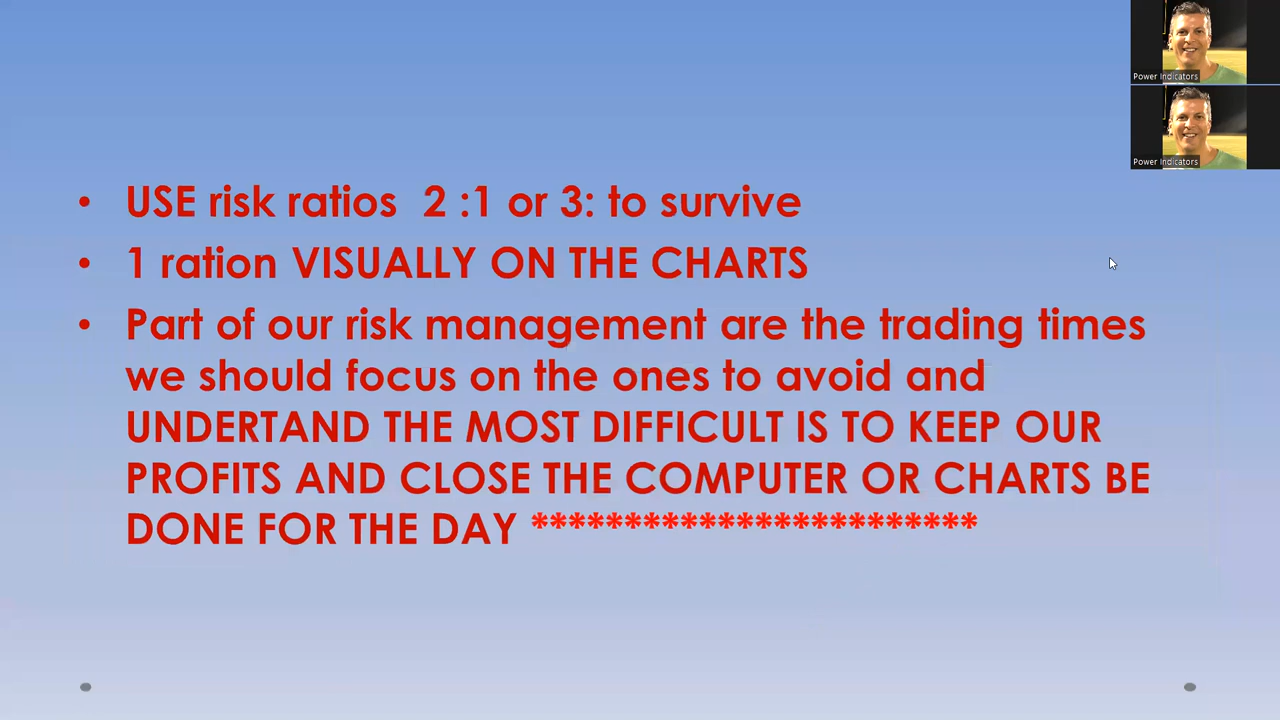 Power Indicators
Power Indicators
• USE risk ratios 2 :1 or 3: to survive
• 1 ration VISUALLY ON THE CHARTS
• Part of our risk management are the trading times
we should focus on the ones to avoid and
UNDERTAND THE MOST DIFFICULT IS TO KEEP OUR
PROFITS AND CLOSE THE COMPUTER OR CHARTS BE
DONE FOR THE DAY ************************